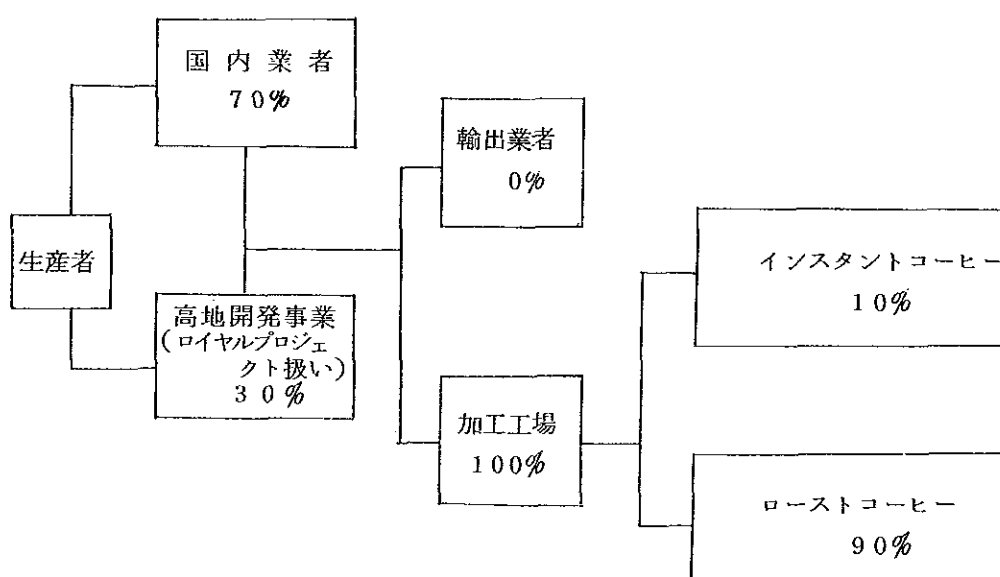 国内業者
70%
輸出業者
0%
生産者
インスタントコーヒー
10%
高地開発事業
(ロイヤルプロジェ
クト扱い)
30%
加工工場
100%
ローストコーヒー
90%